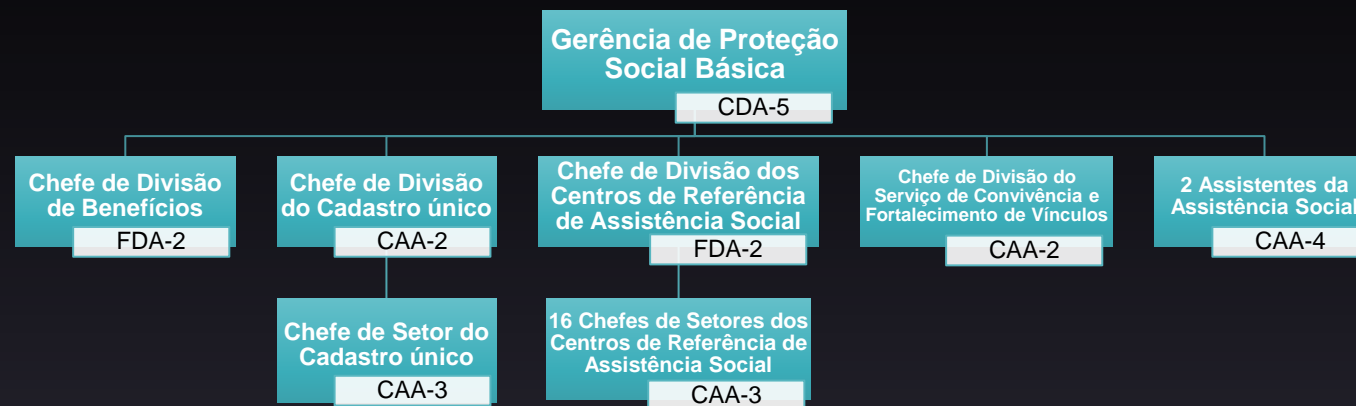 Gerência de Proteção
Social Básica
CDA-5
Chefe de Divisão
de Benefícios
FDA-2
Chefe de Divisão
do Cadastro único
CAA-2
Chefe de Divisão dos
Centros de Referência
de Assistência Social
FDA-2
Chefe de Divisão do
Serviço de Convivência e
Fortalecimento de Vínculos
CAA-2
2 Assistentes da
Assistência Social
CAA-4
Chefe de Setor do
Cadastro único
CAA-3
16 Chefes de Setores dos
Centros de Referência de
Assistência Social
CAA-3